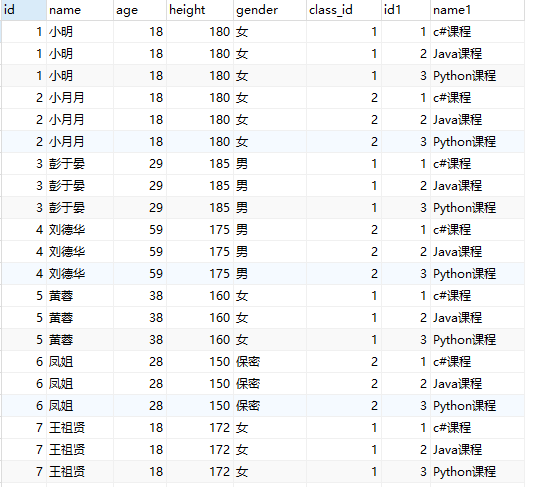 id name age height gender class_id id1 name1
1 小明 18 180 女 1 1 c#课程
1 小明 18 180 女 1 2 Java课程
1 小明 18 180 女 1 3 Python课程
2 小月月 18 180 女 2 1 c#课程
2 小月月 18 180 女 2 2 Java课程
2 小月月 18 180 女 2 3 Python课程
3 彭于晏 29 185 男 1 1 c#课程
3 彭于晏 29 185 男 1 2 Java课程
3 彭于晏 29 185 男 1 3 Python课程
4 刘德华 59 175 男 2 1 c#课程
4 刘德华 59 175 男 2 2 Java课程
4 刘德华 59 175 男 2 3 Python课程
5 黄蓉 38 160 女 1 1 c#课程
5 黄蓉 38 160 女 1 2 Java课程
5 黄蓉 38 160 女 1 3 Python课程
6 凤姐 28 150 保密 2 1 c#课程
6 凤姐 28 150 保密 2 2 Java课程
6 凤姐 28 150 保密 2 3 Python课程
7 王祖贤 18 172 女 1 1 c#课程
7 王祖贤 18 172 女 1 2 Java课程
7 王祖贤 18 172 女 1 3 Python课程